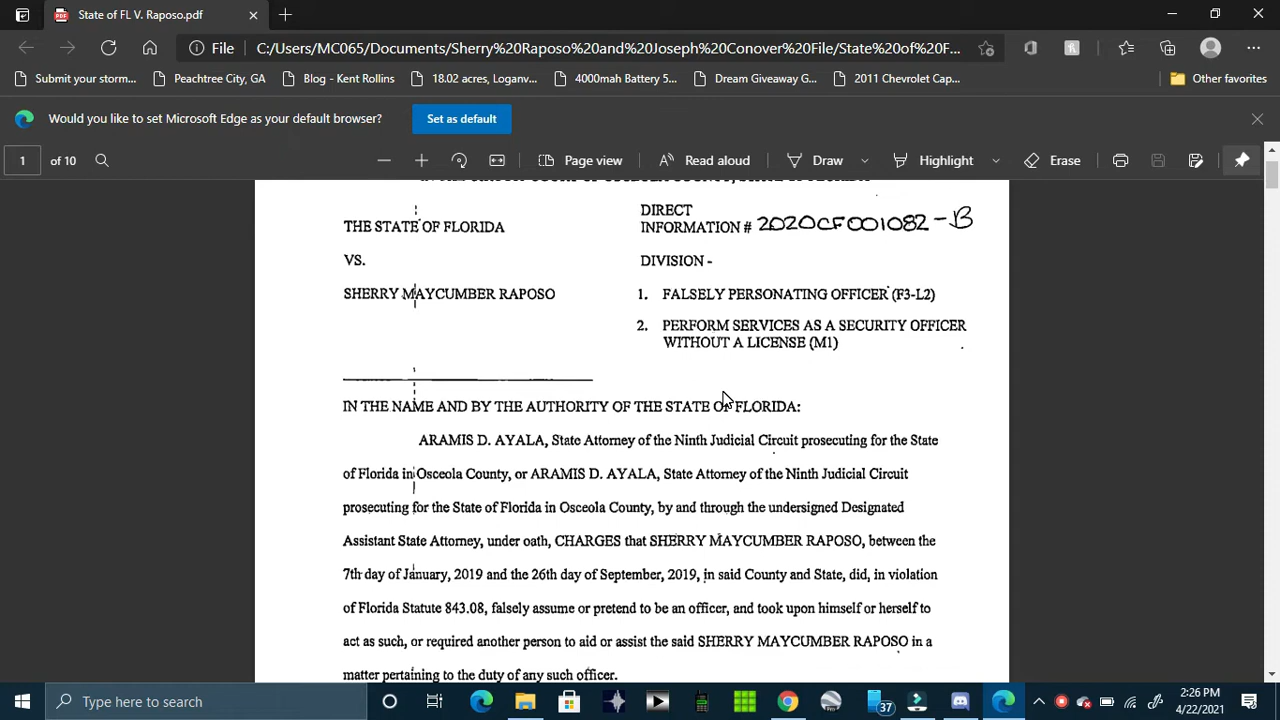 State of FL V. Raposo.pdf
File C:/Users/MC065/Documents/Sherry%20Raposo%20and%20Joseph%20Conover%20File/State%20of%20F...
Submit your storm... Peachtree City, GA Blog - Kent Rollins 18.02 acres, Loganv... 4000mah Battery 5... Dream Giveaway G... 2011 Chevrolet Cap... Other favorites
Would you like to set Microsoft Edge as your default browser? Set as default
1 of 10 Page view Read aloud Draw Highlight Erase
THE STATE OF FLORIDA
VS.
SHERRY MAYCUMBER RAPOSO
DIRECT
INFORMATION # 2020CF001082-B
DIVISION -
1. FALSELY PERSONATING OFFICER (F3-L2)
2. PERFORM SERVICES AS A SECURITY OFFICER
WITHOUT A LICENSE (M1)
IN THE NAME AND BY THE AUTHORITY OF THE STATE OF FLORIDA:
ARAMIS D. AYALA, State Attorney of the Ninth Judicial Circuit prosecuting for the State
of Florida in Osceola County, or ARAMIS D. AYALA, State Attorney of the Ninth Judicial Circuit
prosecuting for the State of Florida in Osceola County, by and through the undersigned Designated
Assistant State Attorney, under oath, CHARGES that SHERRY MAYCUMBER RAPOSO, between the
7th day of January, 2019 and the 26th day of September, 2019, in said County and State, did, in violation
of Florida Statute 843.08, falsely assume or pretend to be an officer, and took upon himself or herself to
act as such, or required another person to aid or assist the said SHERRY MAYCUMBER RAPOSO in a
matter pertaining to the duty of any such officer.
Type here to search
37
2:26 PM
4/22/2021